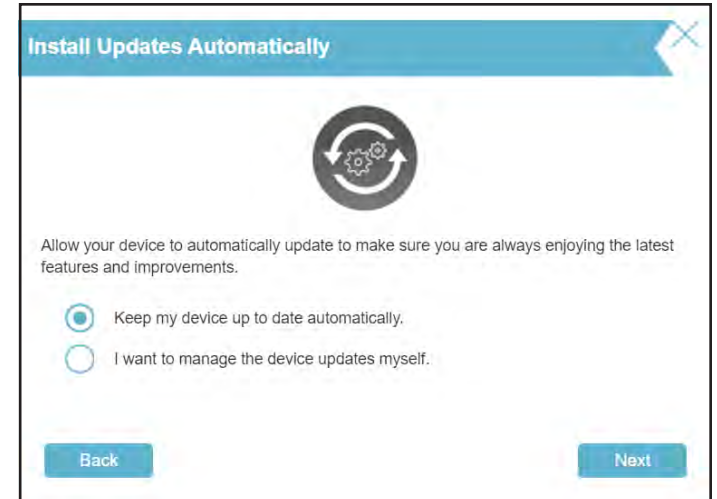 Install Updates Automatically
Allow your device to automatically update to make sure you are always enjoying the latest
features and improvements.
Keep my device up to date automatically.
I want to manage the device updates myself.
Back
Next